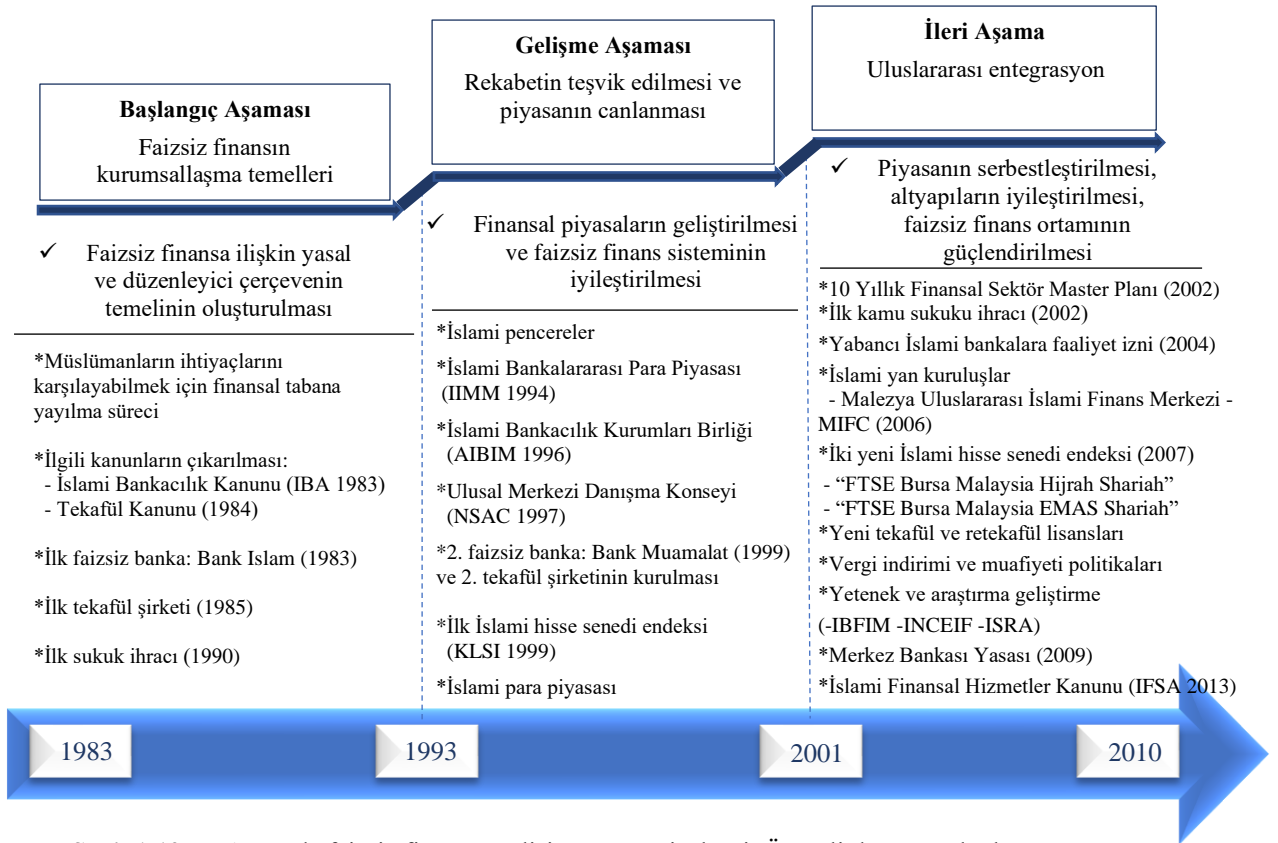 Başlangıç Aşaması
Faizsiz finansın
kurumsallaşma temelleri
✓ Faizsiz finansa ilişkin yasal
ve düzenleyici çerçevenin
temelinin oluşturulması
*Müslümanların ihtiyaçlarını
karşılayabilmek için finansal tabana
yayılma süreci
*İlgili kanunların çıkarılması:
- İslami Bankacılık Kanunu (IBA 1983)
- Tekafül Kanunu (1984)
*İlk faizsiz banka: Bank Islam (1983)
*İlk tekafül şirketi (1985)
*İlk sukuk ihracı (1990)
Gelişme Aşaması
Rekabetin teşvik edilmesi ve
piyasanın canlanması
✓ Finansal piyasaların geliştirilmesi
ve faizsiz finans sisteminin
iyileştirilmesi
*İslami pencereler
*İslami Bankalararası Para Piyasası
(IIMM 1994)
*İslami Bankacılık Kurumları Birliği
(AIBIM 1996)
*Ulusal Merkezi Danışma Konseyi
(NSAC 1997)
*2. faizsiz banka: Bank Muamalat (1999)
ve 2. tekafül şirketinin kurulması
*İlk İslami hisse senedi endeksi
(KLSI 1999)
*İslami para piyasası
İleri Aşama
Uluslararası entegrasyon
✓ Piyasanın serbestleştirilmesi,
altyapıların iyileştirilmesi,
faizsiz finans ortamının
güçlendirilmesi
*10 Yıllık Finansal Sektör Master Planı (2002)
*İlk kamu sukuku ihracı (2002)
*Yabancı İslami bankalara faaliyet izni (2004)
*İslami yan kuruluşlar
- Malezya Uluslararası İslami Finans Merkezi -
MIFC (2006)
*İki yeni İslami hisse senedi endeksi (2007)
- “FTSE Bursa Malaysia Hijrah Shariah”
- “FTSE Bursa Malaysia EMAS Shariah”
*Yeni tekafül ve retekafül lisansları
*Vergi indirimi ve muafiyeti politikaları
*Yetenek ve araştırma geliştirme
(-IBFIM -INCEIF -ISRA)
*Merkez Bankası Yasası (2009)
*İslami Finansal Hizmetler Kanunu (IFSA 2013)
1983
1993
2001
2010